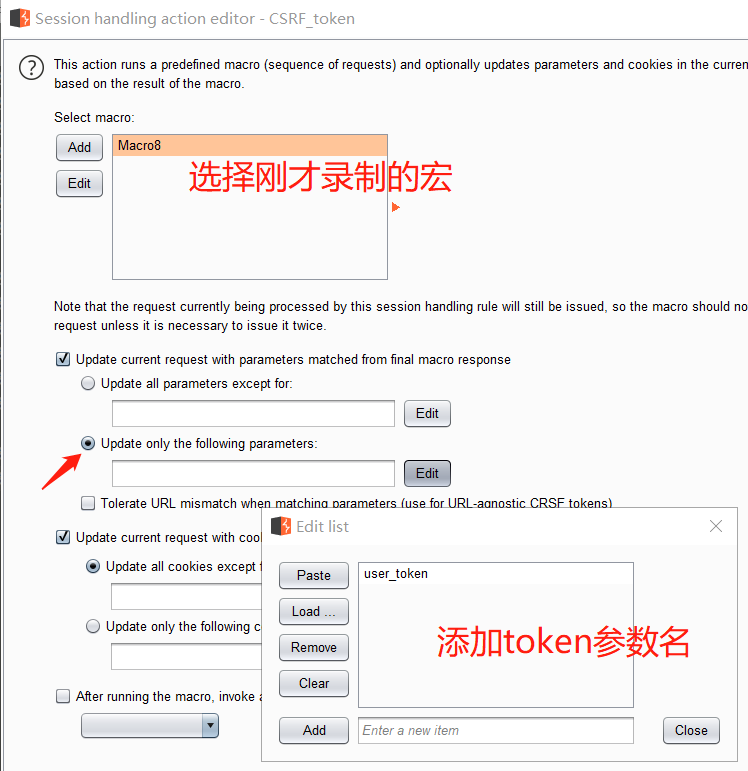 Session handling action editor - CSRF_token
?
This action runs a predefined macro (sequence of requests) and optionally updates parameters and cookies in the curren
based on the result of the macro.
Select macro:
Add
Macro8
Edit
选择刚才录制的宏
Note that the request currently being processed by this session handling rule will still be issued, so the macro should no
request unless it is necessary to issue it twice.
Update current request with parameters matched from final macro response
Update all parameters except for:
Edit
Update only the following parameters:
Edit
Tolerate URL mismatch when matching parameters (use for URL-agnostic CRSF tokens)
Update current request with coo
Update all cookies except f
Update only the following c
After running the macro, invoke a
Edit list
Paste
user_token
Load ...
Remove
添加token参数名
Clear
Add
Enter a new item
Close